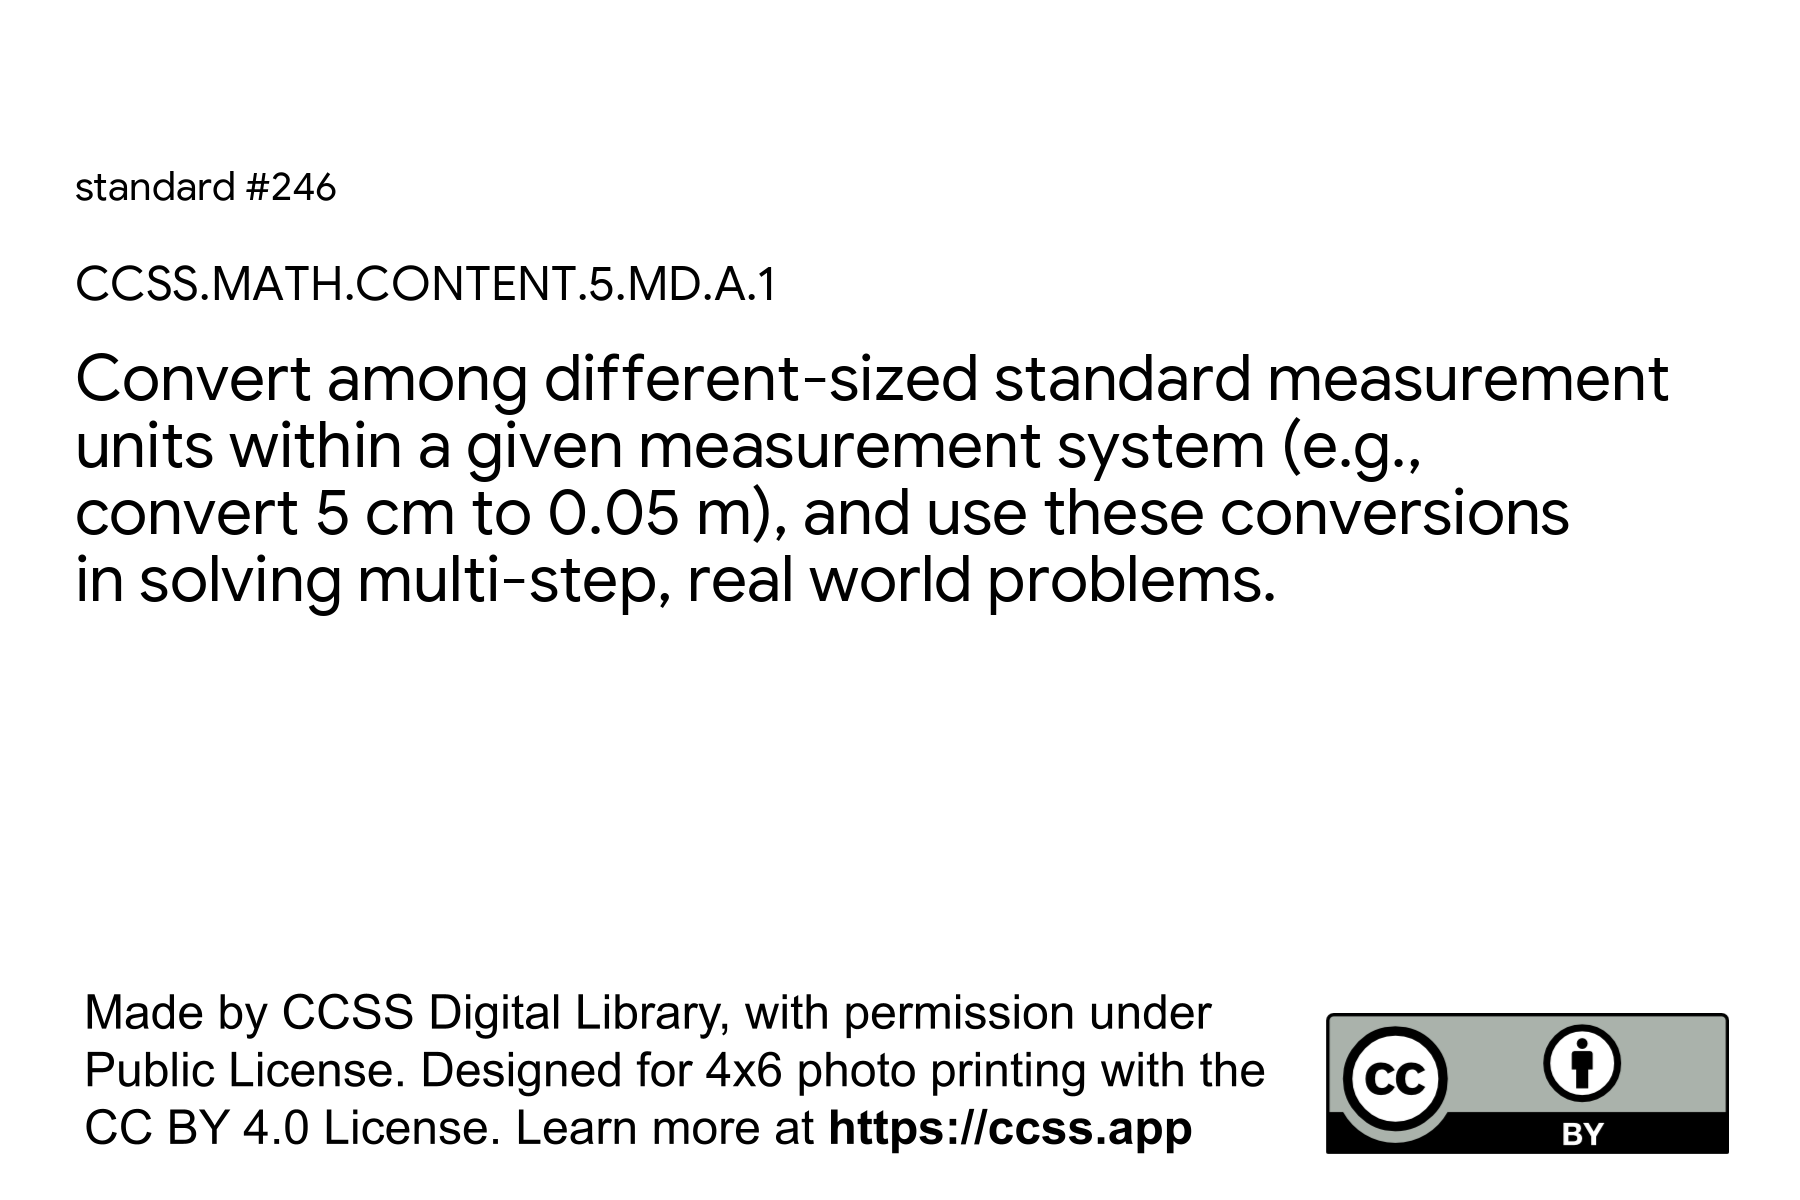 standard #246
CCSS.MATH.CONTENT.5.MD.A.1
Convert among different-sized standard measurement
units within a given measurement system (e.g.,
convert 5 cm to 0.05 m), and use these conversions
in solving multi-step, real world problems.
Made by CCSS Digital Library, with permission under
Public License. Designed for 4x6 photo printing with the
CC BY 4.0 License. Learn more at https://ccss.app
cc
BY